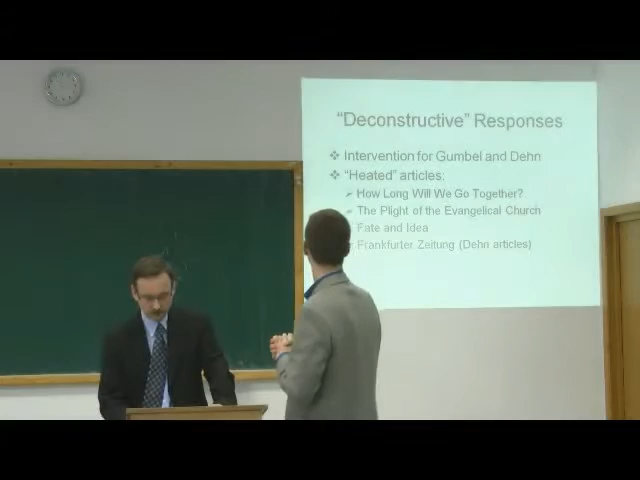 "Deconstructive" Responses
Intervention for Gumbel and Dehn
"Heated" articles:
How Long Will We Go Together?
The Plight of the Evangelical Church
Fate and Idea
Frankfurter Zeitung (Dehn articles)